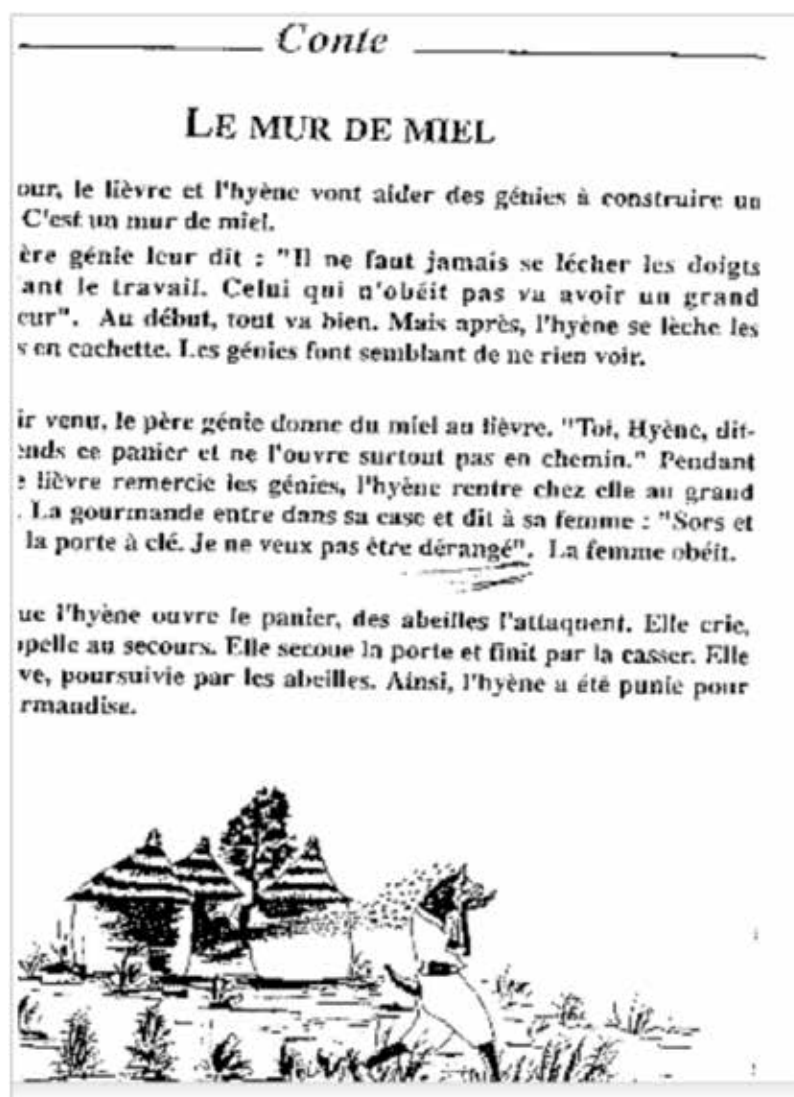 Conte
LE MUR DE MIEL
our, le lièvre et l'hyène vont aider des génies à construire un
C'est un mur de miel.
ère génie leur dit : "Il ne faut jamais se lécher les doigts
ant le travail. Celui qui n'obéit pas va avoir un grand
eur". Au début, tout va bien. Mais après, l'hyène se lèche les
s en cachette. Les génies font semblant de ne rien voir.
ir venu, le père génie donne du miel au lièvre. "Toi, Hyène, dit-
ends ce panier et ne l'ouvre surtout pas en chemin." Pendant
e lièvre remercie les génies, l'hyène rentre chez elle au grand
. La gourmande entre dans sa case et dit à sa femme : "Sors et
la porte à clé. Je ne veux pas être dérangé". La femme obéit.
ue l'hyène ouvre le panier, des abeilles l'attaquent. Elle crie,
ppelle au secours. Elle secoue la porte et finit par la casser. Elle
ve, poursuivie par les abeilles. Ainsi, l'hyène a été punie pour
rmandise.